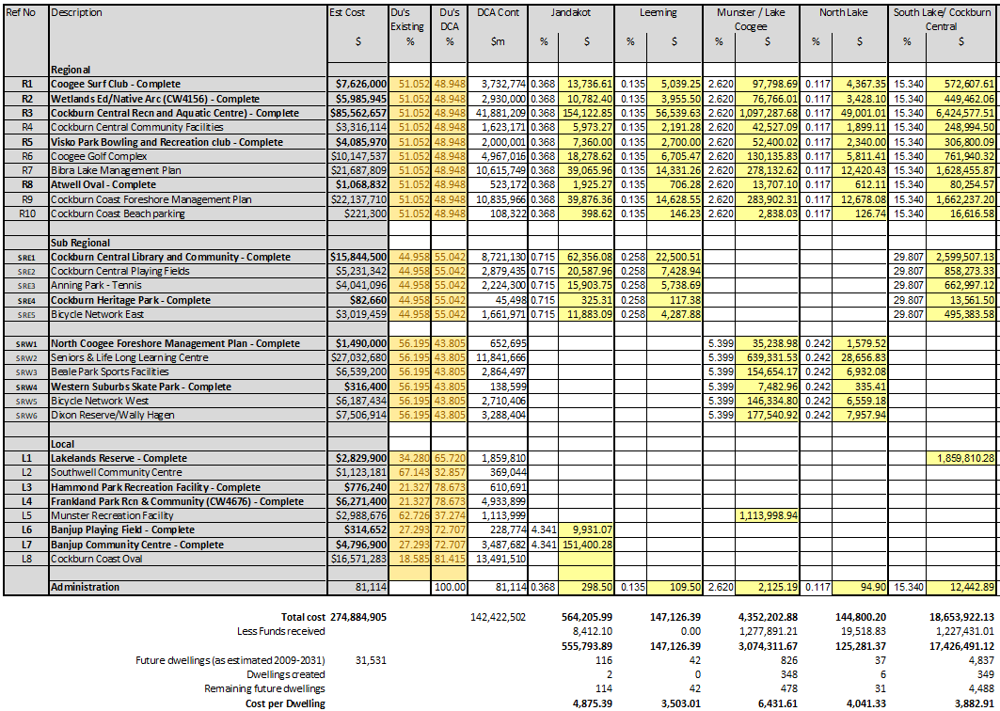 Ref No Description Est Cost Du's Du's DCA Cont Jandakot Leeming Munster / Lake North Lake South Lake/ Cockburn
Existing DCA Coogee Central
$ % % $m % $ % $ % $ % $ % $
Regional
R1 Coogee Surf Club - Complete $7,626,000 51.052 48.948 3,732,774 0.368 13,736.61 0.135 5,039.25 2.620 97,798.69 0.117 4,367.35 15.340 572,607.61
R2 Wetlands Ed/Native Arc (CW4156) - Complete $5,985,945 51.052 48.948 2,930,000 0.368 10,782.40 0.135 3,955.50 2.620 76,766.01 0.117 3,428.10 15.340 449,462.06
R3 Cockburn Central Recn and Aquatic Centre) - Complete $85,562,657 51.052 48.948 41,881,209 0.368 154,122.85 0.135 56,539.63 2.620 1,097,287.68 0.117 49,001.01 15.340 6,424,577.51
R4 Cockburn Central Community Facilities $3,316,114 51.052 48.948 1,623,171 0.368 5,973.27 0.135 2,191.28 2.620 42,527.09 0.117 1,899.11 15.340 248,994.50
R5 Visko Park Bowling and Recreation club - Complete $4,085,970 51.052 48.948 2,000,001 0.368 7,360.00 0.135 2,700.00 2.620 52,400.02 0.117 2,340.00 15.340 306,800.09
R6 Coogee Golf Complex $10,147,537 51.052 48.948 4,967,016 0.368 18,278.62 0.135 6,705.47 2.620 130,135.83 0.117 5,811.41 15.340 761,940.32
R7 Bibra Lake Management Plan $21,687,809 51.052 48.948 10,615,749 0.368 39,065.96 0.135 14,331.26 2.620 278,132.62 0.117 12,420.43 15.340 1,628,455.87
R8 Atwell Oval - Complete $1,068,832 51.052 48.948 523,172 0.368 1,925.27 0.135 706.28 2.620 13,707.10 0.117 612.11 15.340 80,254.57
R9 Cockburn Coast Foreshore Management Plan $22,137,710 51.052 48.948 10,835,966 0.368 39,876.36 0.135 14,628.55 2.620 283,902.31 0.117 12,678.08 15.340 1,662,237.20
R10 Cockburn Coast Beach parking $221,300 51.052 48.948 108,322 0.368 398.62 0.135 146.23 2.620 2,838.03 0.117 126.74 15.340 16,616.58
Sub Regional
SRE1 Cockburn Central Library and Community - Complete $15,844,500 44.958 55.042 8,721,130 0.715 62,356.08 0.258 22,500.51 29.807 2,599,507.13
SRE2 Cockburn Central Playing Fields $5,231,342 44.958 55.042 2,879,435 0.715 20,587.96 0.258 7,428.94 29.807 858,273.33
SRE3 Anning Park - Tennis $4,041,096 44.958 55.042 2,224,300 0.715 15,903.75 0.258 5,738.69 29.807 662,997.12
SRE4 Cockburn Heritage Park - Complete $82,660 44.958 55.042 45,498 0.715 325.31 0.258 117.38 29.807 13,561.50
SRE5 Bicycle Network East $3,019,459 44.958 55.042 1,661,971 0.715 11,883.09 0.258 4,287.88 29.807 495,383.58
SRW1 North Coogee Foreshore Management Plan - Complete $1,490,000 56.195 43.805 652,695 5.399 35,238.98 0.242 1,579.52
SRW2 Seniors & Life Long Learning Centre $27,032,680 56.195 43.805 11,841,666 5.399 639,331.53 0.242 28,656.83
SRW3 Beale Park Sports Facilities $6,539,200 56.195 43.805 2,864,497 5.399 154,654.17 0.242 6,932.08
SRW4 Western Suburbs Skate Park - Complete $316,400 56.195 43.805 138,599 5.399 7,482.96 0.242 335.41
SRW5 Bicycle Network West $6,187,434 56.195 43.805 2,710,406 5.399 146,334.80 0.242 6,559.18
SRW6 Dixon Reserve/Wally Hagen $7,506,914 56.195 43.805 3,288,404 5.399 177,540.92 0.242 7,957.94
Local
L1 Lakelands Reserve - Complete $2,829,900 34.280 65.720 1,859,810 1,859,810.28
L2 Southwell Community Centre $1,123,181 67.143 32.857 369,044
L3 Hammond Park Recreation Facility - Complete $776,240 21.327 78.673 610,691
L4 Frankland Park Rcn & Community (CW4676) - Complete $6,271,400 21.327 78.673 4,933,899
L5 Munster Recreation Facility $2,988,676 62.726 37.274 1,113,999 1,113,998.94
L6 Banjup Playing Field - Complete $314,652 27.293 72.707 228,774 4.341 9,931.07
L7 Banjup Community Centre - Complete $4,796,900 27.293 72.707 3,487,682 4.341 151,400.28
L8 Cockburn Coast Oval $16,571,283 18.585 81.415 13,491,510
Administration 81,114 100.00 81,114 0.368 298.50 0.135 109.50 2.620 2,125.19 0.117 94.90 15.340 12,442.89
Total cost 274,884,905 142,422,502 564,205.99 147,126.39 4,352,202.88 144,800.20 18,653,922.13
Less Funds received 8,412.10 0.00 1,277,891.21 19,518.83 1,227,431.01
555,793.89 147,126.39 3,074,311.67 125,281.37 17,426,491.12
Future dwellings (as estimated 2009-2031) 31,531 116 42 826 37 4,837
Dwellings created 2 0 348 6 349
Remaining future dwellings 114 42 478 31 4,488
Cost per Dwelling 4,875.39 3,503.01 6,431.61 4,041.33 3,882.91